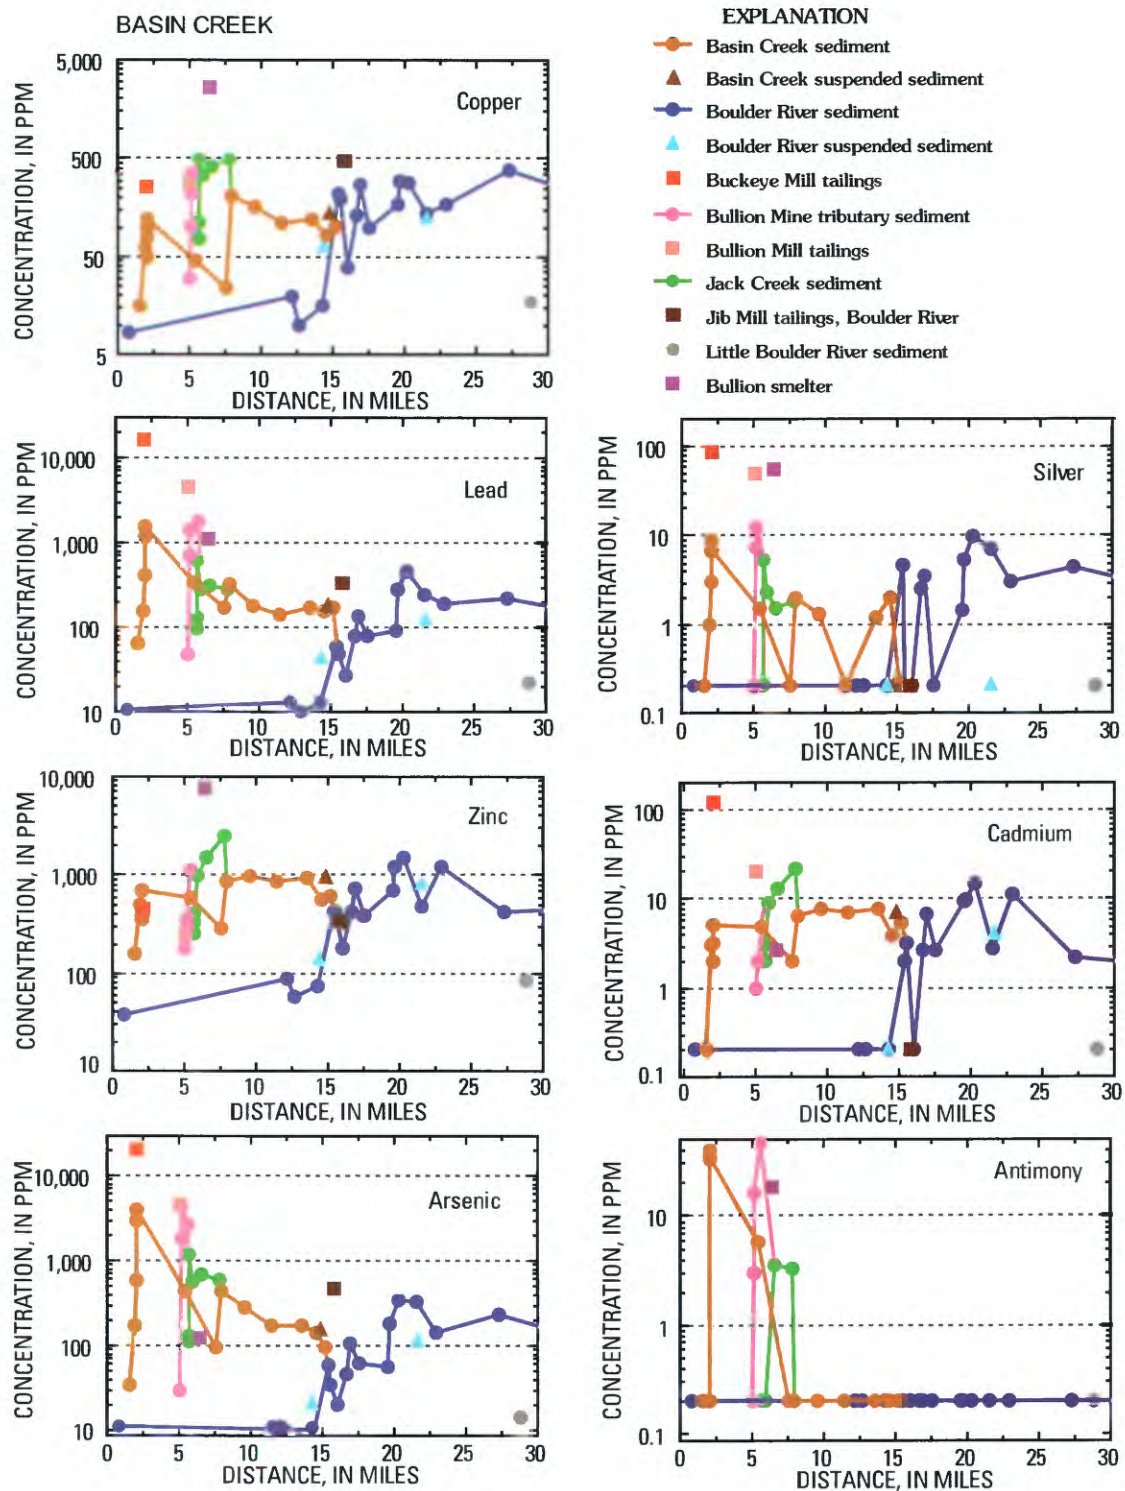 BASIN CREEK
EXPLANATION
Basin Creek sediment
Basin Creek suspended sediment
Boulder River sediment
Boulder River suspended sediment
Buckeye Mill tailings
Bullion Mine tributary sediment
Bullion Mill tailings
Jack Creek sediment
Jib Mill tailings, Boulder River
Little Boulder River sediment
Bullion smelter
CONCENTRATION, IN PPM
5,000
500
50
5
Copper
0 5 10 15 20 25 30
DISTANCE, IN MILES
CONCENTRATION, IN PPM
10,000
1,000
100
10
Lead
0 5 10 15 20 25 30
DISTANCE, IN MILES
CONCENTRATION, IN PPM
100
10
1
0.1
Silver
0 5 10 15 20 25 30
DISTANCE, IN MILES
CONCENTRATION, IN PPM
10,000
1,000
100
10
Zinc
0 5 10 15 20 25 30
DISTANCE, IN MILES
CONCENTRATION, IN PPM
100
10
1
0.1
Cadmium
0 5 10 15 20 25 30
DISTANCE, IN MILES
CONCENTRATION, IN PPM
10,000
1,000
100
10
Arsenic
0 5 10 15 20 25 30
DISTANCE, IN MILES
CONCENTRATION, IN PPM
10
1
0.1
Antimony
0 5 10 15 20 25 30
DISTANCE, IN MILES